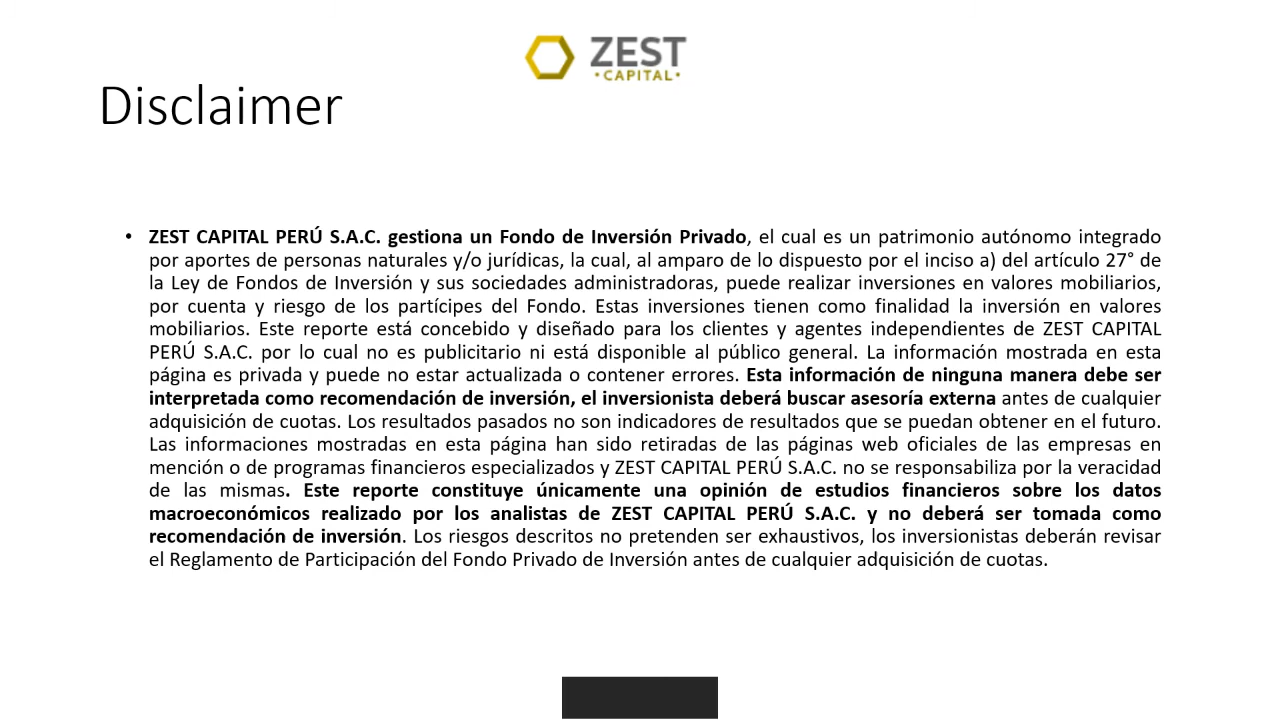 ZEST
•CAPITAL•
Disclaimer
• ZEST CAPITAL PERÚ S.A.C. gestiona un Fondo de Inversión Privado, el cual es un patrimonio autónomo integrado
por aportes de personas naturales y/o jurídicas, la cual, al amparo de lo dispuesto por el inciso a) del artículo 27° de
la Ley de Fondos de Inversión y sus sociedades administradoras, puede realizar inversiones en valores mobiliarios,
por cuenta y riesgo de los partícipes del Fondo. Estas inversiones tienen como finalidad la inversión en valores
mobiliarios. Este reporte está concebido y diseñado para los clientes y agentes independientes de ZEST CAPITAL
PERÚ S.A.C. por lo cual no es publicitario ni está disponible al público general. La información mostrada en esta
página es privada y puede no estar actualizada o contener errores. Esta información de ninguna manera debe ser
interpretada como recomendación de inversión, el inversionista deberá buscar asesoría externa antes de cualquier
adquisición de cuotas. Los resultados pasados no son indicadores de resultados que se puedan obtener en el futuro.
Las informaciones mostradas en esta página han sido retiradas de las páginas web oficiales de las empresas en
mención o de programas financieros especializados y ZEST CAPITAL PERÚ S.A.C. no se responsabiliza por la veracidad
de las mismas. Este reporte constituye únicamente una opinión de estudios financieros sobre los datos
macroeconómicos realizado por los analistas de ZEST CAPITAL PERÚ S.A.C. y no deberá ser tomada como
recomendación de inversión. Los riesgos descritos no pretenden ser exhaustivos, los inversionistas deberán revisar
el Reglamento de Participación del Fondo Privado de Inversión antes de cualquier adquisición de cuotas.